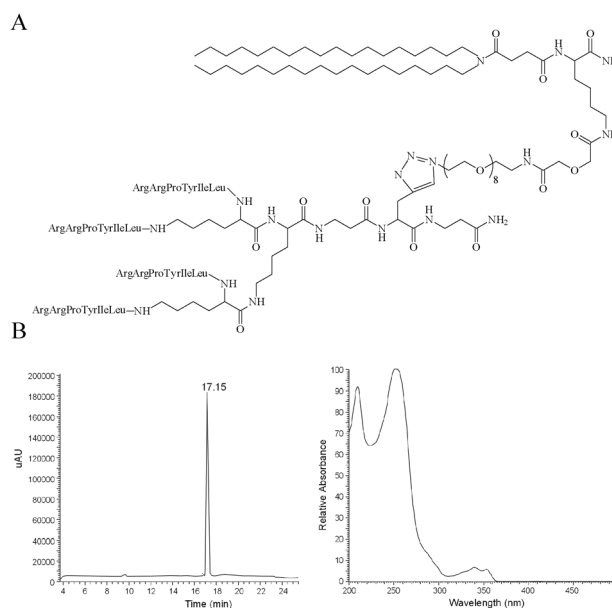 A
O
H
N
O
NH
N
O
O
NH
O
N
N
N
O
8
H
N
O
O
ArgArgProTyrIleLeu
NH
ArgArgProTyrIleLeu—NH
O
H
N
O
N
H
O
N
H
O
H
N
O
NH2
ArgArgProTyrIleLeu
NH
ArgArgProTyrIleLeu—NH
O
NH
B
200000
180000
160000
140000
120000
100000
80000
60000
40000
20000
0
uAU
17.15
4 6 8 10 12 14 16 18 20 22 24
Time (min)
100
90
80
70
60
50
40
30
20
10
0
Relative Absorbance
200 250 300 350 400 450
Wavelength (nm)